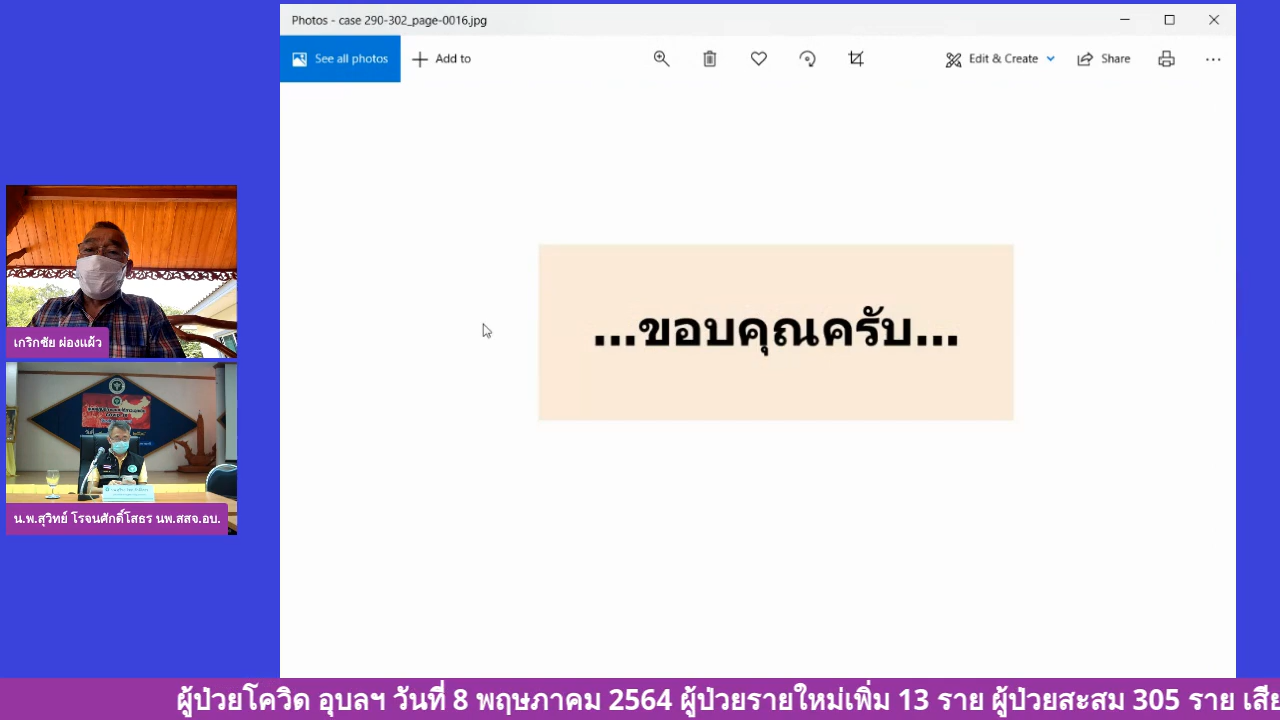 Photos - case 290-302_page-0016.jpg
See all photos
Add to
Edit & Create
Share
...ขอบคุณครับ...
เกริกชัย ผ่องแผ้ว
น.พ.สุวิทย์ โรจนศักดิ์โสธร นพ.สสจ.อบ.
ผู้ป่วยโควิด อุบลฯ วันที่ 8 พฤษภาคม 2564 ผู้ป่วยรายใหม่เพิ่ม 13 ราย ผู้ป่วยสะสม 305 ราย เสีย